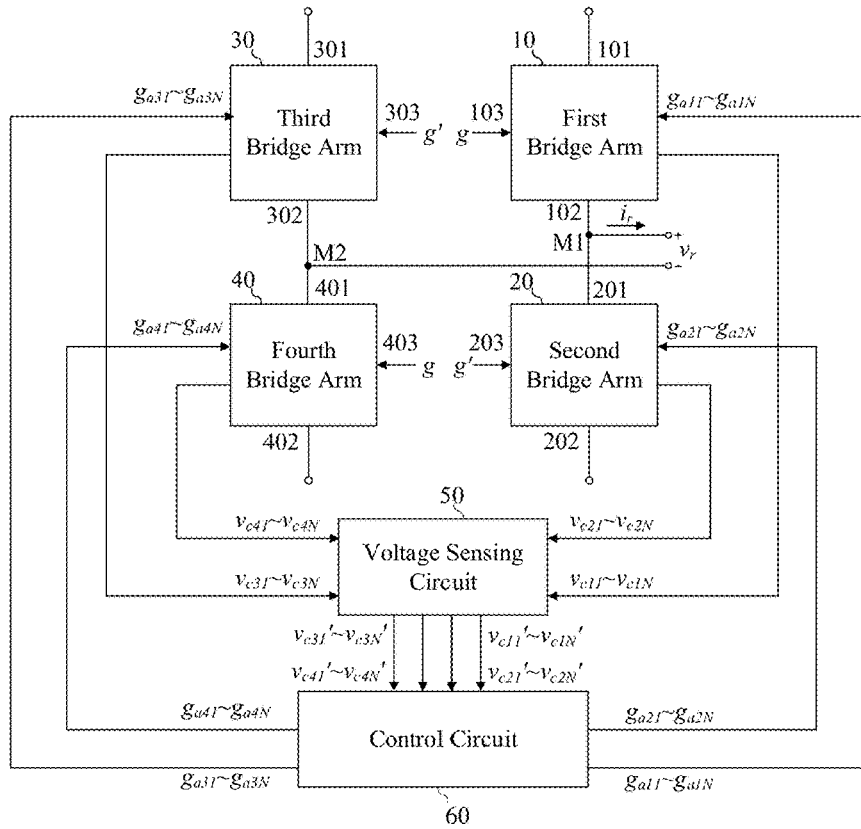 30 301 10 101
g_{a31}~g_{a3N} g_{a11}~g_{a1N}
Third Bridge Arm
303 g' g 103
First Bridge Arm
302 102 i_r
M1 + v_r -
M2
40 401 20 201
g_{a41}~g_{a4N} g_{a21}~g_{a2N}
Fourth Bridge Arm
403 g g' 203
Second Bridge Arm
402 202
50
v_{c41}~v_{c4N} v_{c21}~v_{c2N}
Voltage Sensing
Circuit
v_{c31}~v_{c3N} v_{c11}~v_{c1N}
v_{c31}'~v_{c3N}' v_{c11}'~v_{c1N}'
v_{c41}'~v_{c4N}' v_{c21}'~v_{c2N}'
g_{a41}~g_{a4N} g_{a21}~g_{a2N}
Control Circuit
g_{a31}~g_{a3N} g_{a11}~g_{a1N}
60